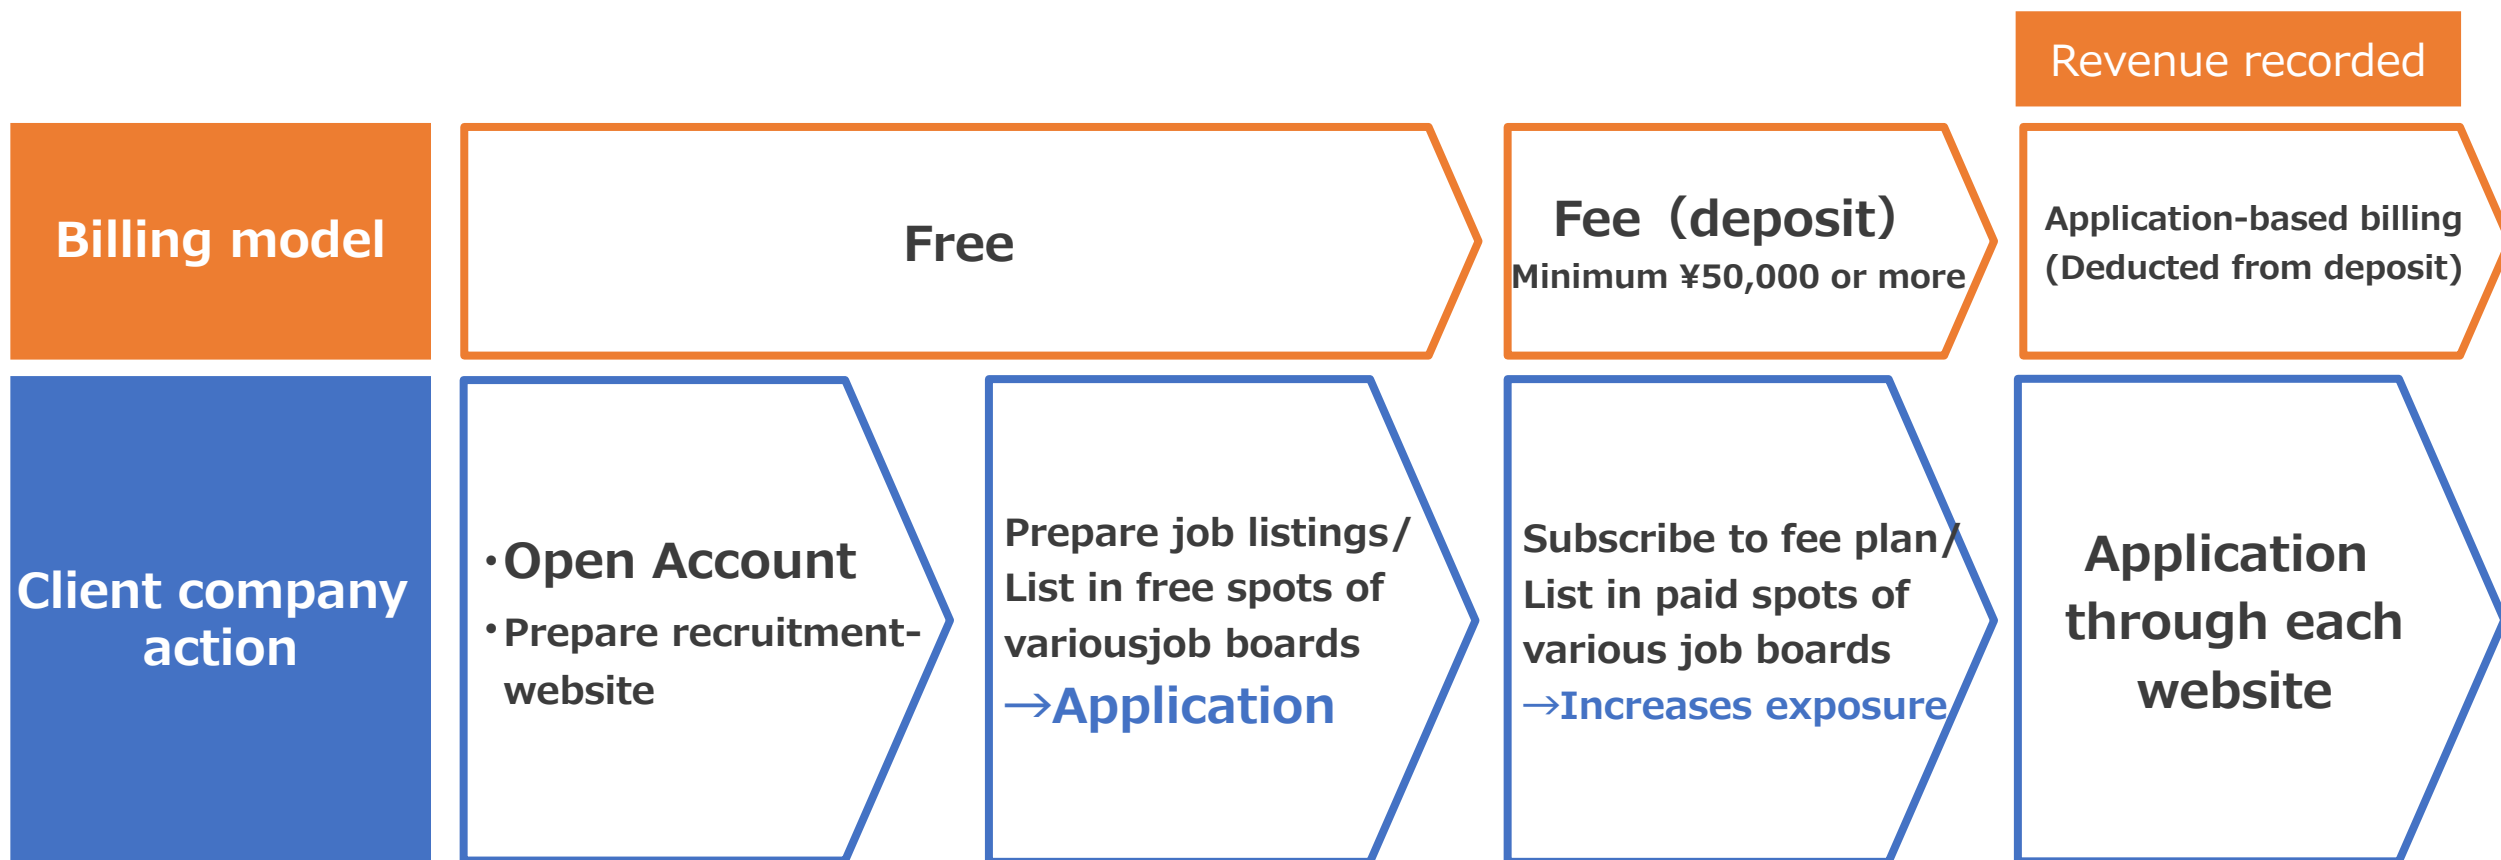 Revenue recorded
Billing model
Free
Fee（deposit）
Minimum ¥50,000 or more
Application-based billing
(Deducted from deposit)
Client company
action
・Open Account
・Prepare recruitment-
website
Prepare job listings/
List in free spots of
variousjob boards
→Application
Subscribe to fee plan/
List in paid spots of
various job boards
→Increases exposure
Application
through each
website